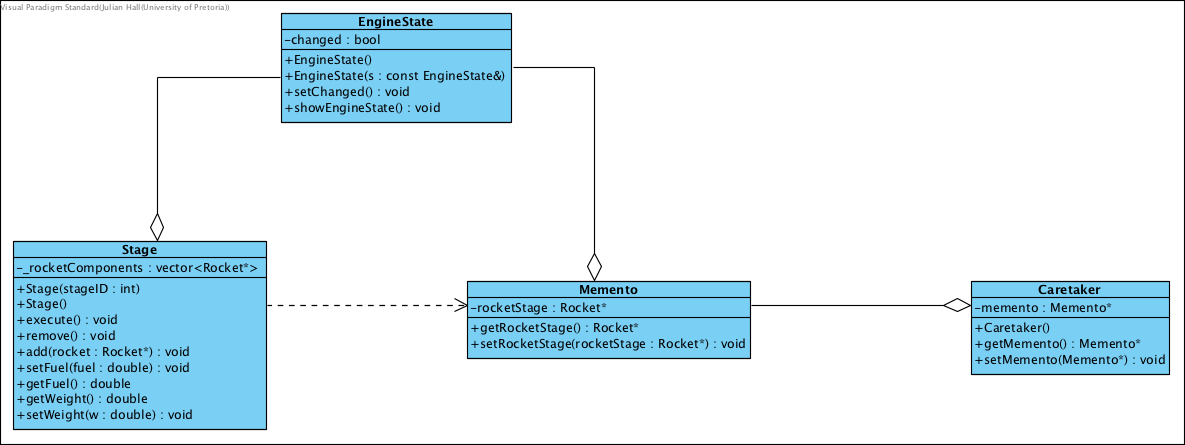 Visual Paradigm Standard(Julian Hall(University of Pretoria))
EngineState
-changed : bool
+EngineState()
+EngineState(s : const EngineState&)
+setChanged() : void
+showEngineState() : void
Stage
-_rocketComponents : vector<Rocket*>
+Stage(stageID : int)
+Stage()
+execute() : void
+remove() : void
+add(rocket : Rocket*) : void
+setFuel(fuel : double) : void
+getFuel() : double
+getWeight() : double
+setWeight(w : double) : void
Memento
-rocketStage : Rocket*
+getRocketStage() : Rocket*
+setRocketStage(rocketStage : Rocket*) : void
Caretaker
-memento : Memento*
+Caretaker()
+getMemento() : Memento*
+setMemento(Memento*) : void